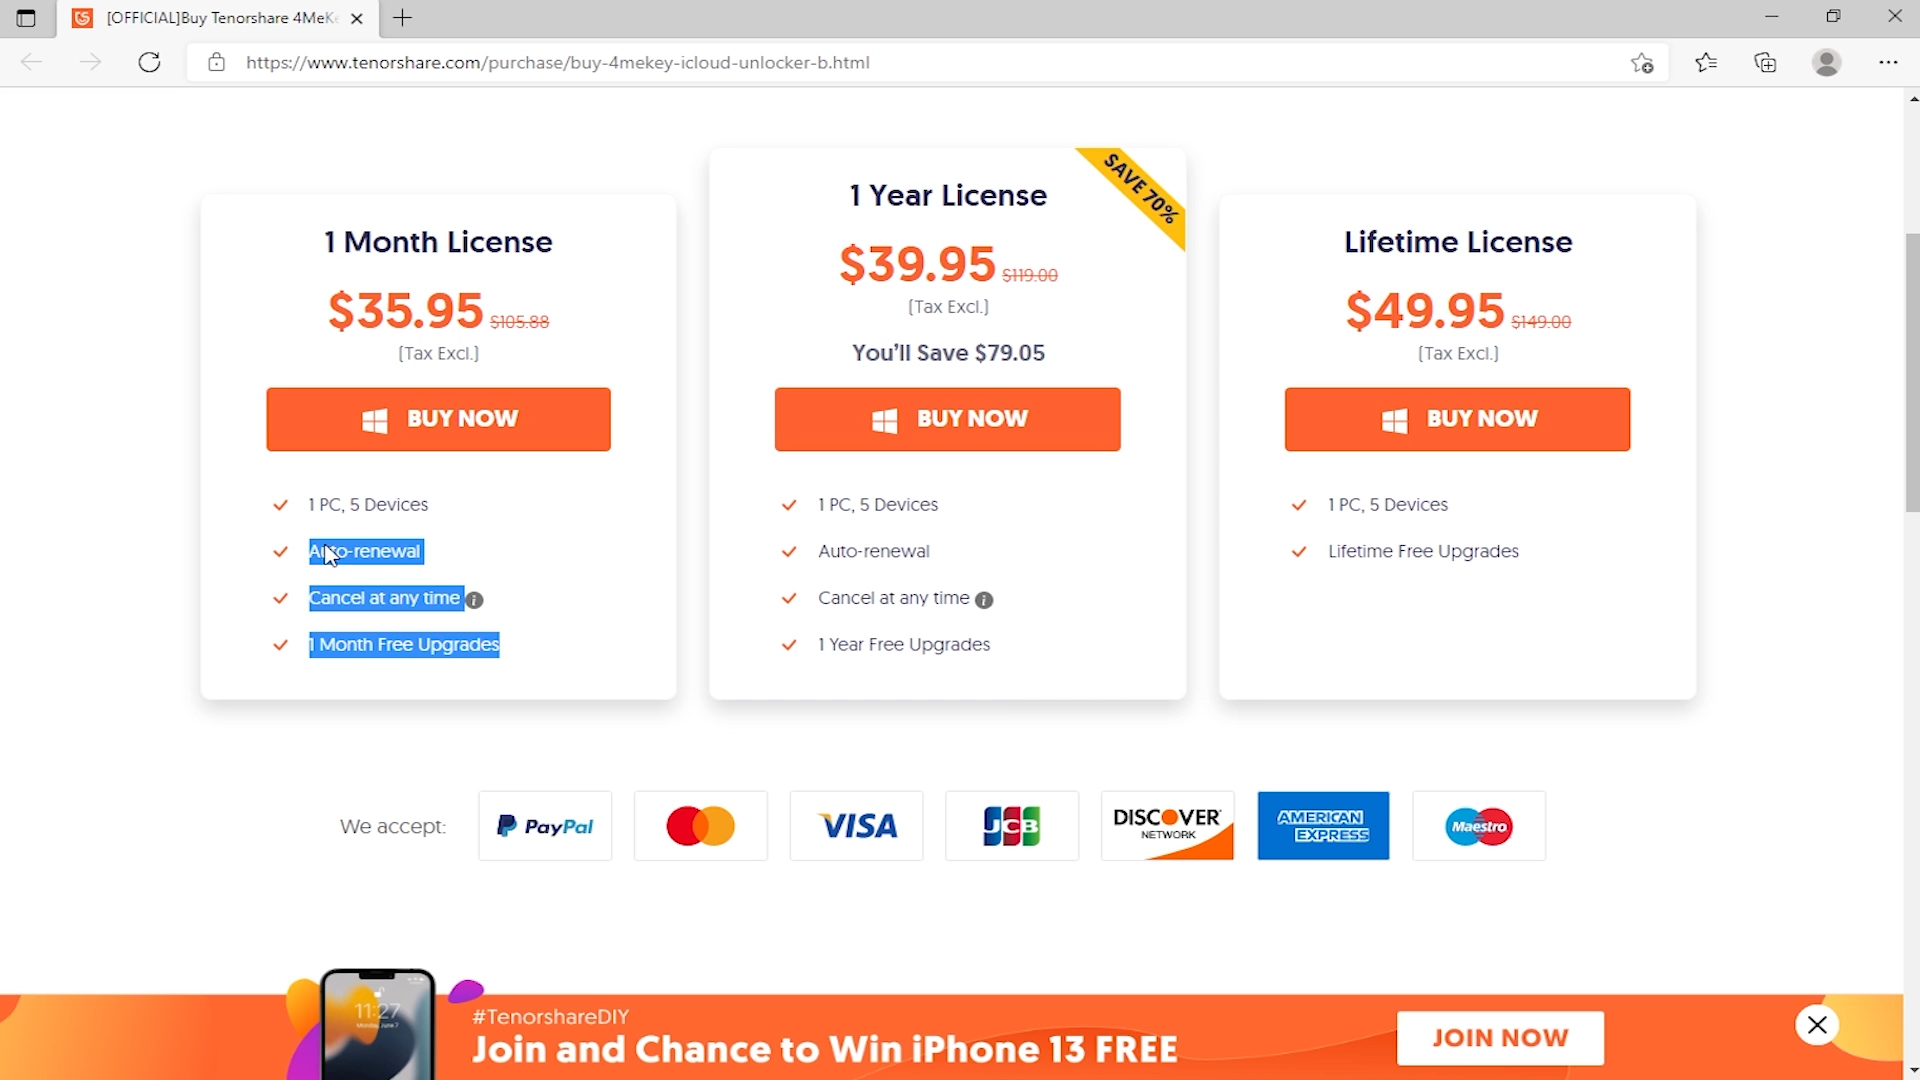 [OFFICIAL]Buy Tenorshare 4MeKe
https://www.tenorshare.com/purchase/buy-4mekey-icloud-unlocker-b.html
1 Month License
$35.95 $105.88
(Tax Excl.)
BUY NOW
1 PC, 5 Devices
Auto-renewal
Cancel at any time
1 Month Free Upgrades
SAVE 70%
1 Year License
$39.95 $119.00
(Tax Excl.)
You'll Save $79.05
BUY NOW
1 PC, 5 Devices
Auto-renewal
Cancel at any time
1 Year Free Upgrades
Lifetime License
$49.95 $149.00
(Tax Excl.)
BUY NOW
1 PC, 5 Devices
Lifetime Free Upgrades
We accept:
PayPal
VISA
JCB
DISCOVER
NETWORK
AMERICAN
EXPRESS
Maestro
11:27
Monday, June 7
#TenorshareDIY
Join and Chance to Win iPhone 13 FREE
JOIN NOW